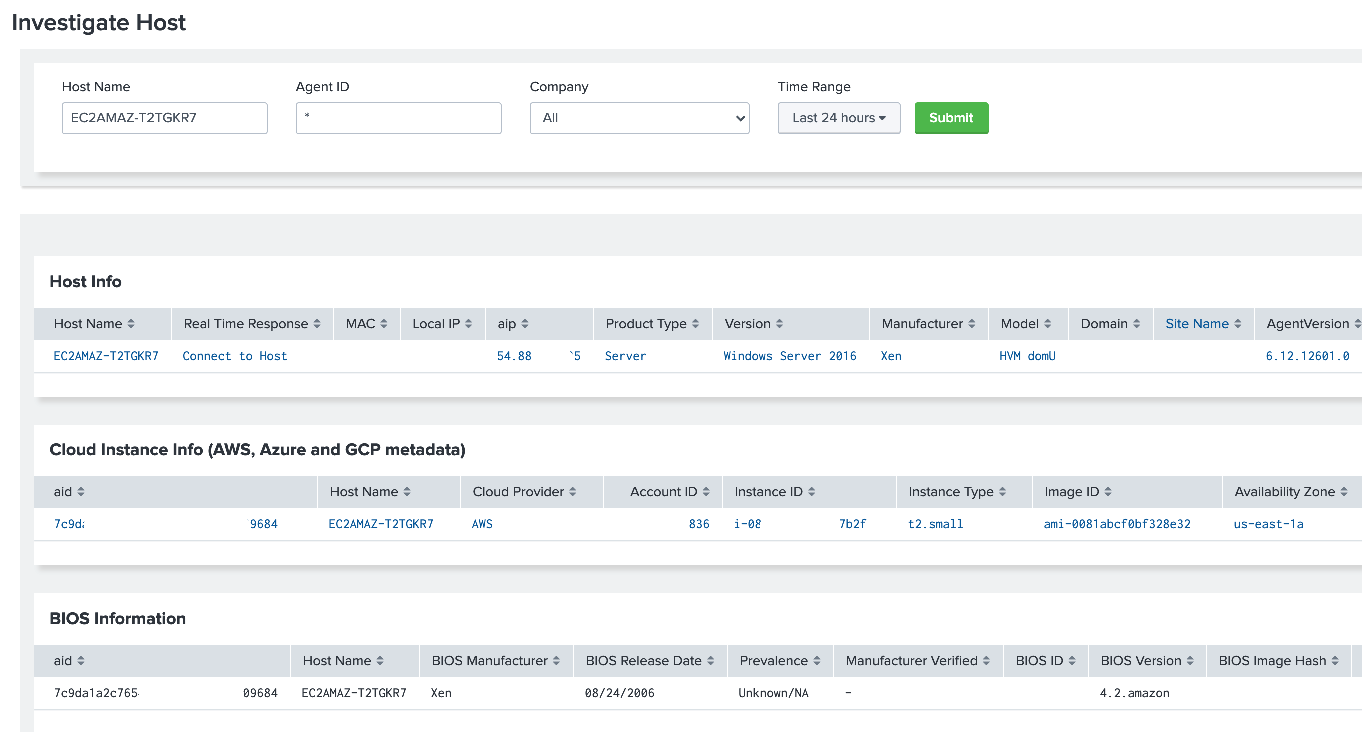 Investigate Host
Host Name Agent ID Company Time Range
EC2AMAZ-T2TGKR7 * All Last 24 hours Submit
Host Info
Host Name Real Time Response MAC Local IP aip Product Type Version Manufacturer Model Domain Site Name AgentVersion
EC2AMAZ-T2TGKR7 Connect to Host 54.88 5 Server Windows Server 2016 Xen HVM domU 6.12.12601.0
Cloud Instance Info (AWS, Azure and GCP metadata)
aid Host Name Cloud Provider Account ID Instance ID Instance Type Image ID Availability Zone
7c9da 9684 EC2AMAZ-T2TGKR7 AWS 836 i-08 7b2f t2.small ami-0081abcf0bf328e32 us-east-1a
BIOS Information
aid Host Name BIOS Manufacturer BIOS Release Date Prevalence Manufacturer Verified BIOS ID BIOS Version BIOS Image Hash
7c9da1a2c765 09684 EC2AMAZ-T2TGKR7 Xen 08/24/2006 Unknown/NA - 4.2.amazon